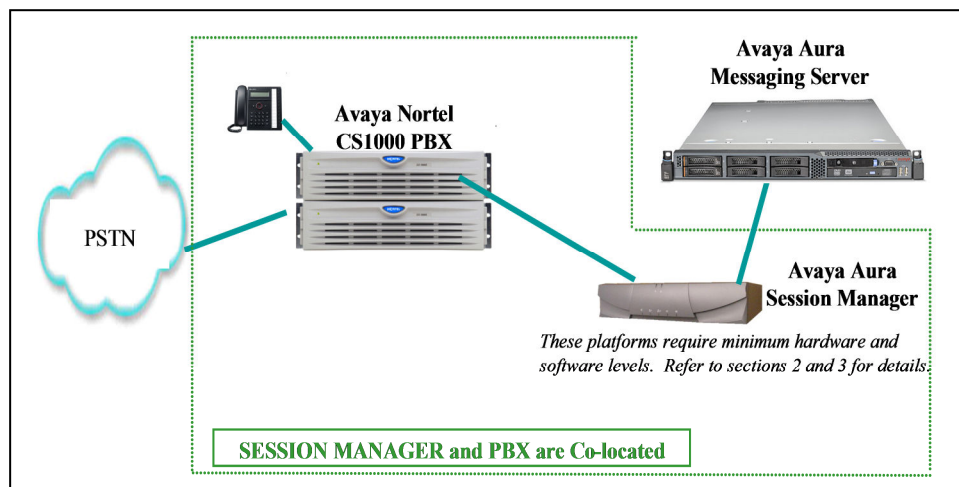 Avaya Aura
Messaging Server
Avaya Nortel
CS1000 PBX
PSTN
Avaya Aura
Session Manager
These platforms require minimum hardware and
software levels. Refer to sections 2 and 3 for details.
SESSION MANAGER and PBX are Co-located